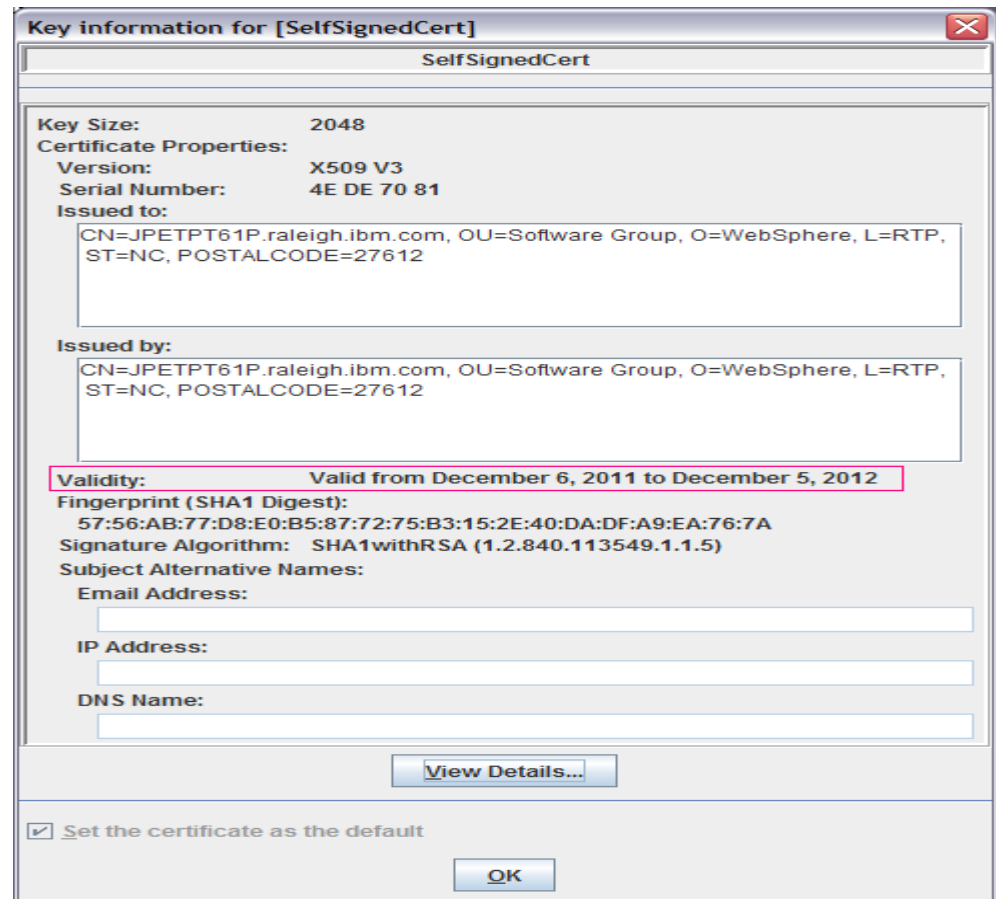 Key information for [SelfSignedCert]
SelfSignedCert
Key Size: 2048
Certificate Properties:
Version: X509 V3
Serial Number: 4E DE 70 81
Issued to:
CN=JPETPT61P.raleigh.ibm.com, OU=Software Group, O=WebSphere, L=RTP,
ST=NC, POSTALCODE=27612
Issued by:
CN=JPETPT61P.raleigh.ibm.com, OU=Software Group, O=WebSphere, L=RTP,
ST=NC, POSTALCODE=27612
Validity: Valid from December 6, 2011 to December 5, 2012
Fingerprint (SHA1 Digest):
57:56:AB:77:D8:E0:B5:87:72:75:B3:15:2E:40:DA:DF:A9:EA:76:7A
Signature Algorithm: SHA1withRSA (1.2.840.113549.1.1.5)
Subject Alternative Names:
Email Address:
IP Address:
DNS Name:
View Details...
Set the certificate as the default
OK